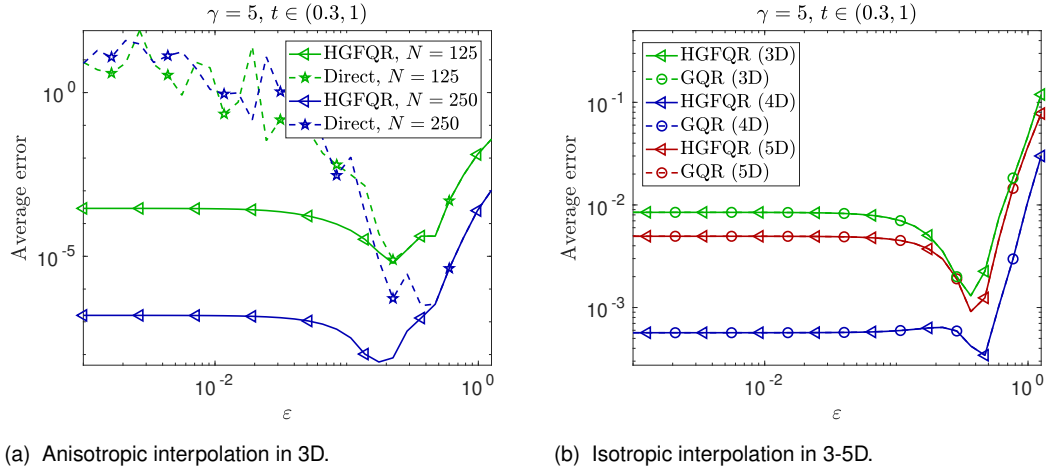 γ = 5, t ∈ (0.3, 1)
HGFQR, N = 125
Direct, N = 125
HGFQR, N = 250
Direct, N = 250
10^0
10^-5
Average error
10^-2
10^0
ε
(a) Anisotropic interpolation in 3D.
γ = 5, t ∈ (0.3, 1)
HGFQR (3D)
GQR (3D)
HGFQR (4D)
GQR (4D)
HGFQR (5D)
GQR (5D)
10^-1
10^-2
10^-3
Average error
10^-2
10^0
ε
(b) Isotropic interpolation in 3-5D.